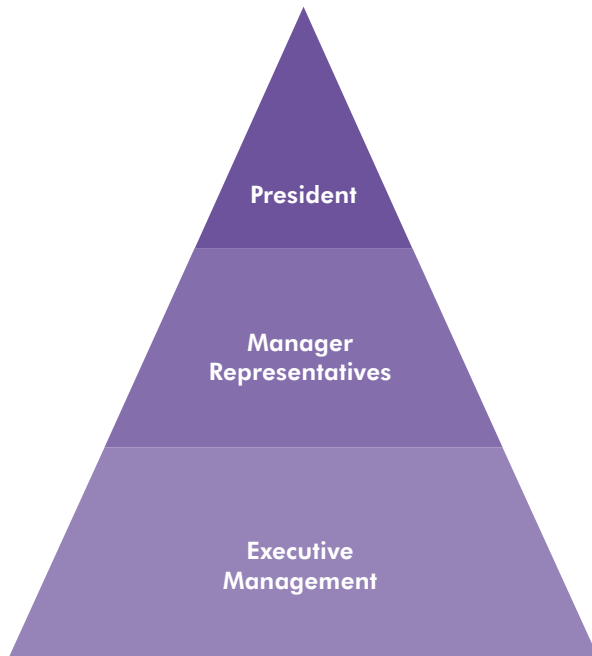 President
Manager
Representatives
Executive
Management